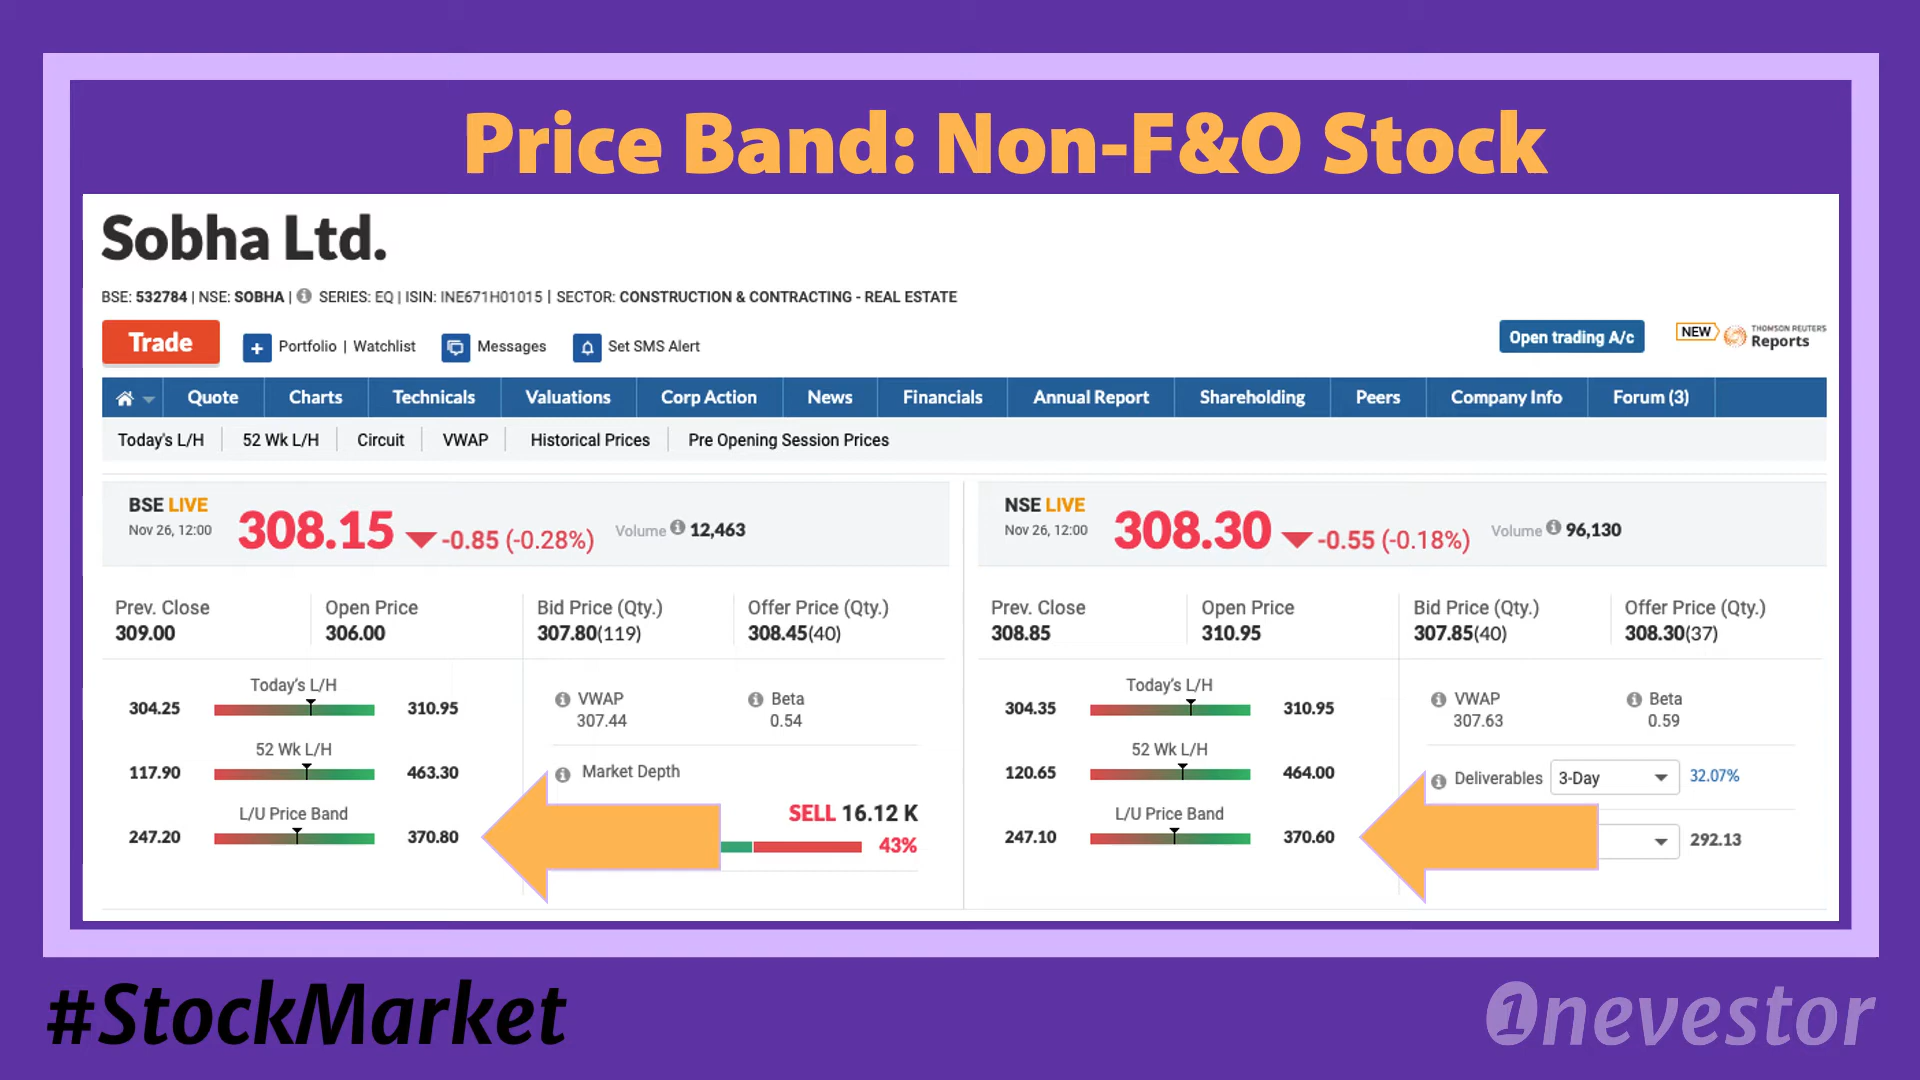 Price Band: Non-F&O Stock
Sobha Ltd.
BSE: 532784 | NSE: SOBHA | SERIES: EQ | ISIN: INE671H01015 | SECTOR: CONSTRUCTION & CONTRACTING - REAL ESTATE
Trade
Portfolio | Watchlist
Messages
Set SMS Alert
Open trading A/c
NEW
THOMSON REUTERS
Reports
Quote Charts Technicals Valuations Corp Action News Financials Annual Report Shareholding Peers Company Info Forum (3)
Today's L/H 52 Wk L/H Circuit VWAP Historical Prices Pre Opening Session Prices
BSE LIVE
Nov 26, 12:00
308.15 -0.85 (-0.28%)
Volume 12,463
Prev. Close Open Price Bid Price (Qty.) Offer Price (Qty.)
309.00 306.00 307.80(119) 308.45(40)
Today's L/H
304.25 310.95
52 Wk L/H
117.90 463.30
L/U Price Band
247.20 370.80
VWAP
307.44
Beta
0.54
Market Depth
SELL 16.12 K
43%
NSE LIVE
Nov 26, 12:00
308.30 -0.55 (-0.18%)
Volume 96,130
Prev. Close Open Price Bid Price (Qty.) Offer Price (Qty.)
308.85 310.95 307.85(40) 308.30(37)
Today's L/H
304.35 310.95
52 Wk L/H
120.65 464.00
L/U Price Band
247.10 370.60
VWAP
307.63
Beta
0.59
Deliverables 3-Day 32.07%
292.13
#StockMarket
1nevestor